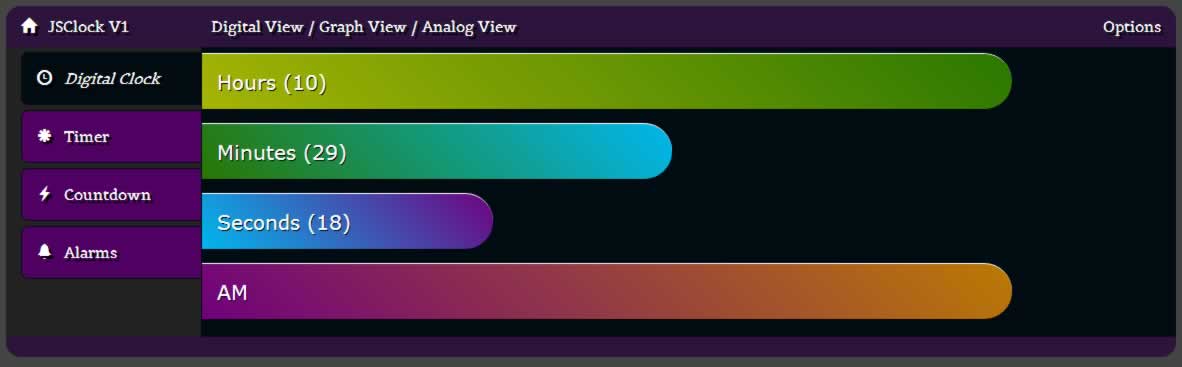 JSClock V1
Digital View / Graph View / Analog View
Options
Digital Clock
Timer
Countdown
Alarms
Hours (10)
Minutes (29)
Seconds (18)
AM